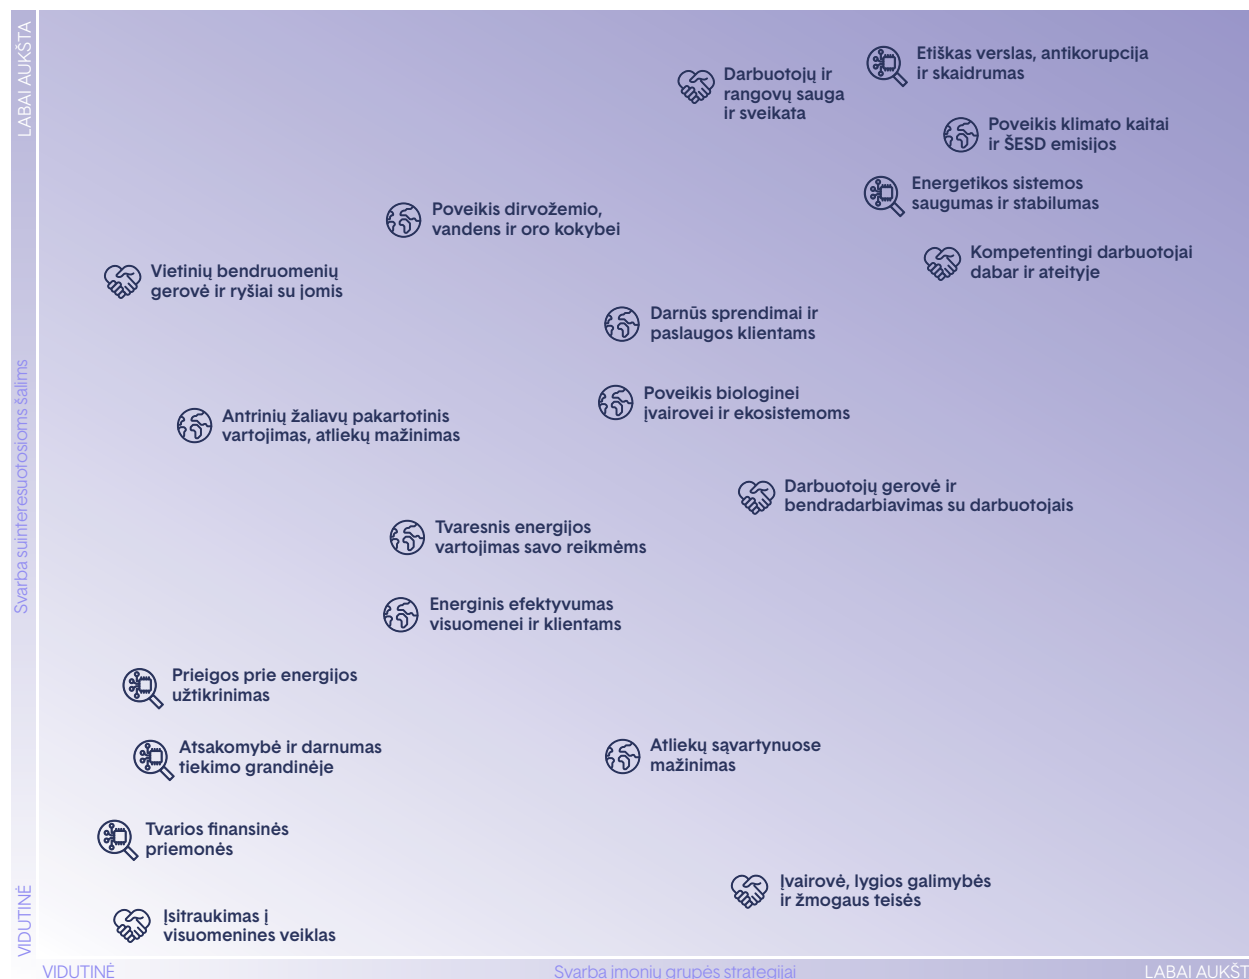 LABAI AUKŠTA
Svarba suinteresuotosioms šalims
VIDUTINĖ
Etiškas verslas, antikorupcija
ir skaidrumas
Darbuotojų ir
rangovų sauga
ir sveikata
Poveikis klimato kaitai
ir ŠESD emisijos
Energetikos sistemos
saugumas ir stabilumas
Poveikis dirvožemio,
vandens ir oro kokybei
Kompetentingi darbuotojai
dabar ir ateityje
Vietinių bendruomenių
gerovė ir ryšiai su jomis
Darnūs sprendimai ir
paslaugos klientams
Poveikis biologinei
įvairovei ir ekosistemoms
Antrinių žaliavų pakartotinis
vartojimas, atliekų mažinimas
Darbuotojų gerovė ir
bendradarbiavimas su darbuotojais
Tvaresnis energijos
vartojimas savo reikmėms
Energinis efektyvumas
visuomenei ir klientams
Prieigos prie energijos
užtikrinimas
Atsakomybė ir darnumas
tiekimo grandinėje
Atliekų sąvartynuose
mažinimas
Tvarios finansinės
priemonės
Įvairovė, lygios galimybės
ir žmogaus teisės
Įsitraukimas į
visuomenines veiklas
VIDUTINĖ
Svarba įmonių grupės strategijai
LABAI AUKŠT